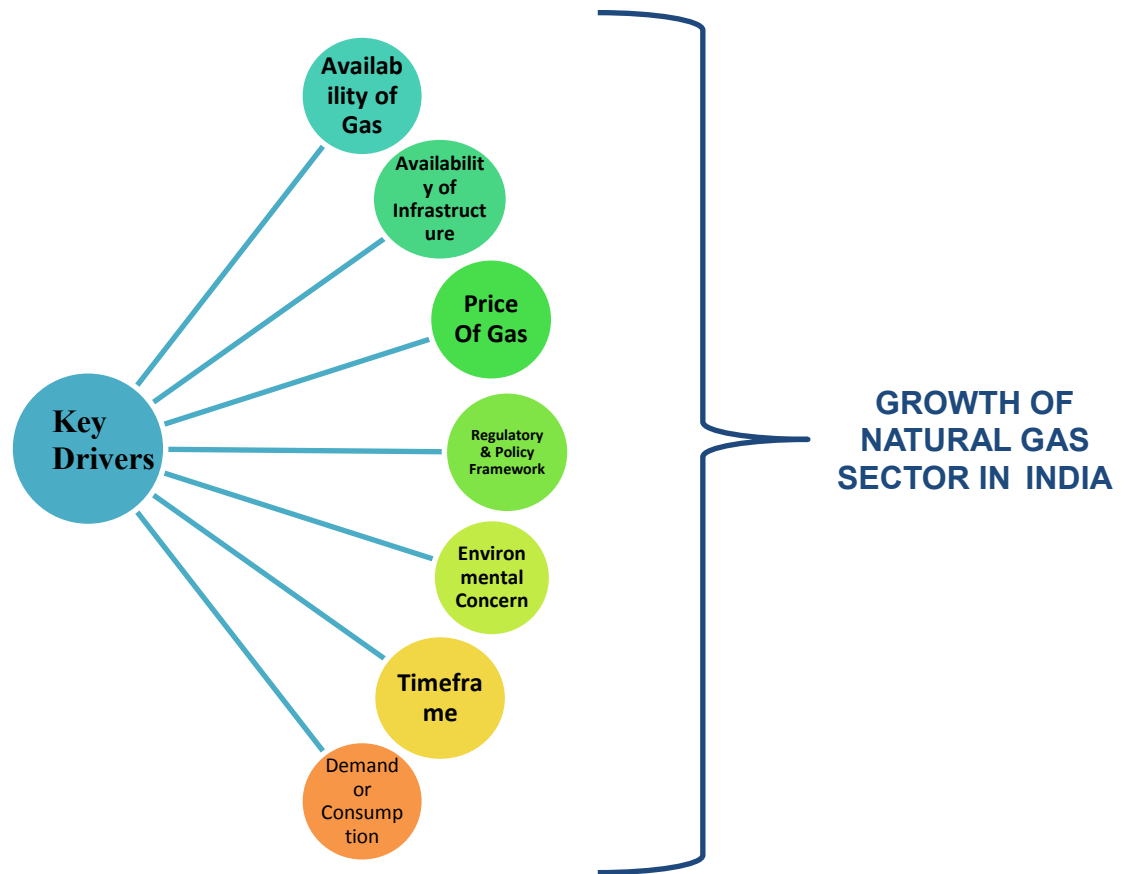 Availab
ility of
Gas
Availabilit
y of
Infrastruct
ure
Price
Of Gas
Key
Drivers
Regulatory
& Policy
Framework
Environ
mental
Concern
Timefra
me
Demand
or
Consump
tion
GROWTH OF
NATURAL GAS
SECTOR IN INDIA